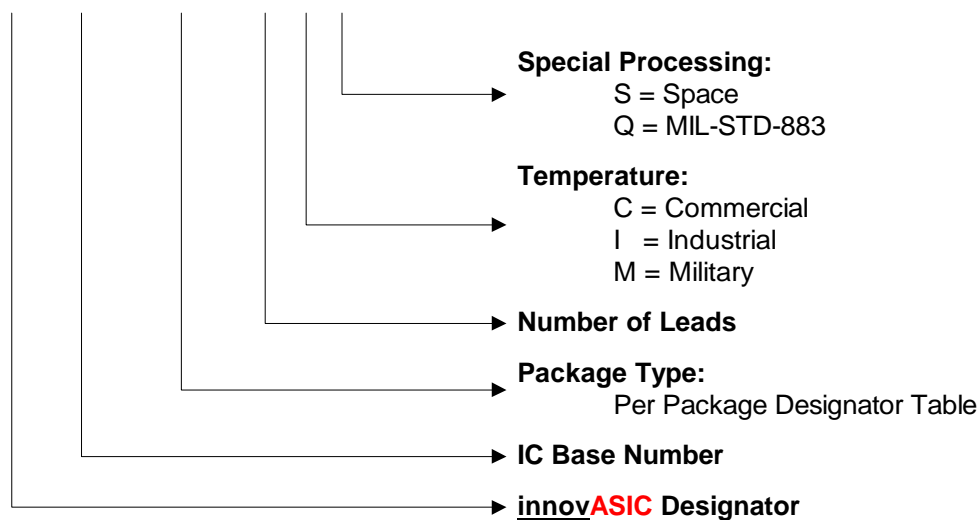 Special Processing:
S = Space
Q = MIL-STD-883
Temperature:
C = Commercial
I = Industrial
M = Military
Number of Leads
Package Type:
Per Package Designator Table
IC Base Number
innovASIC Designator